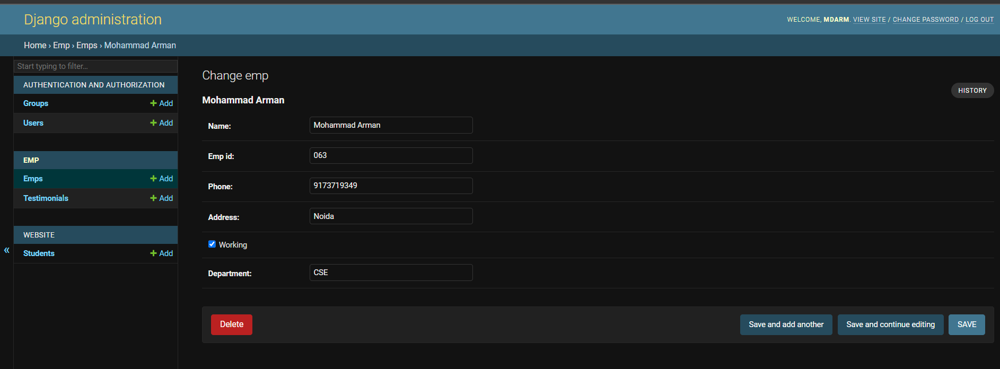 Django administration
WELCOME, MDARM. VIEW SITE / CHANGE PASSWORD / LOG OUT
Home › Emp › Emps › Mohammad Arman
Start typing to filter...
AUTHENTICATION AND AUTHORIZATION
Groups + Add
Users + Add
EMP
Emps + Add
Testimonials + Add
WEBSITE
Students + Add
«
Change emp
HISTORY
Mohammad Arman
Name: Mohammad Arman
Emp id: 063
Phone: 9173719349
Address: Noida
Working
Department: CSE
Delete Save and add another Save and continue editing SAVE